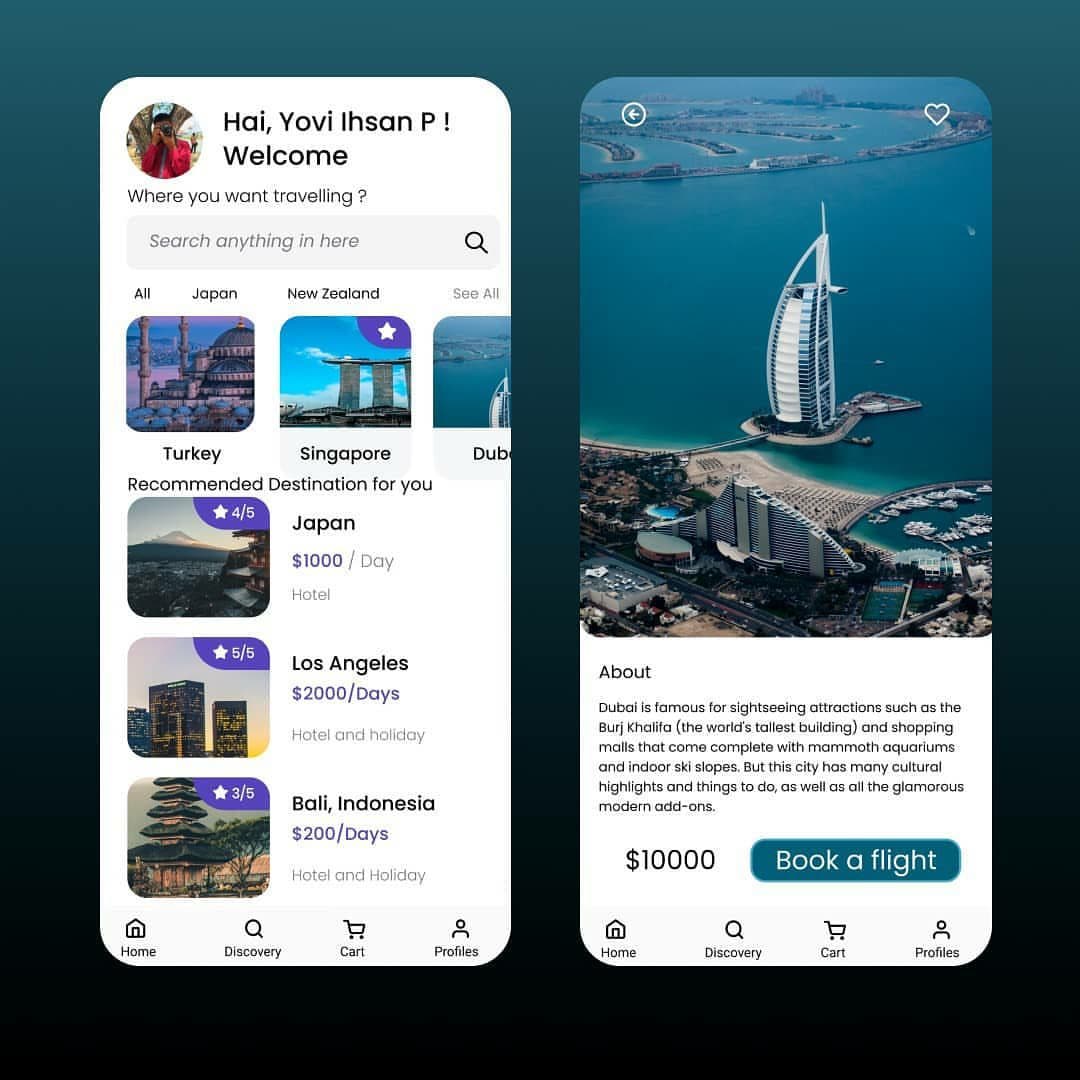 Hai, Yovi Ihsan P !
Welcome
Where you want travelling ?
Search anything in here
All Japan New Zealand See All
Turkey Singapore Duba
Recommended Destination for you
4/5
Japan
$1000 / Day
Hotel
5/5
Los Angeles
$2000/Days
Hotel and holiday
3/5
Bali, Indonesia
$200/Days
Hotel and Holiday
Home Discovery Cart Profiles
About
Dubai is famous for sightseeing attractions such as the
Burj Khalifa (the world's tallest building) and shopping
malls that come complete with mammoth aquariums
and indoor ski slopes. But this city has many cultural
highlights and things to do, as well as all the glamorous
modern add-ons.
$10000 Book a flight
Home Discovery Cart Profiles